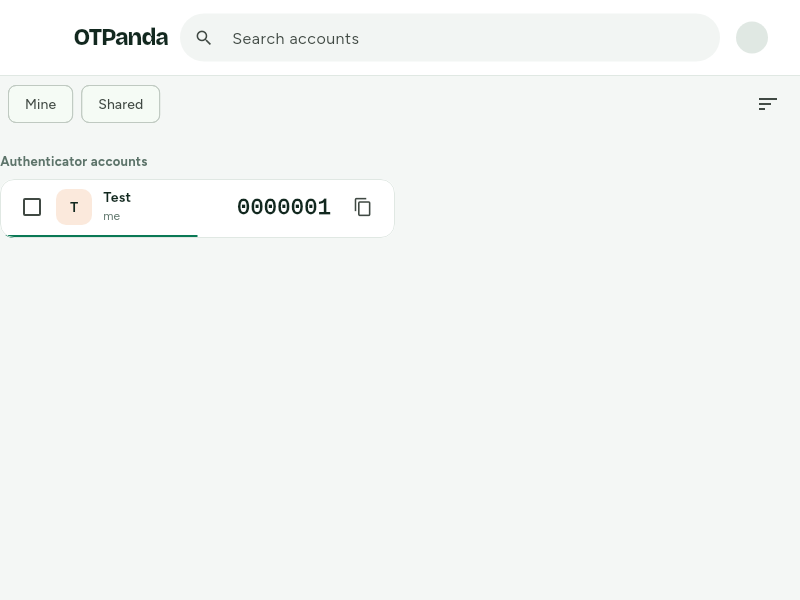 OTPanda
Search accounts
Mine
Shared
Authenticator accounts
T
Test
me
0000001